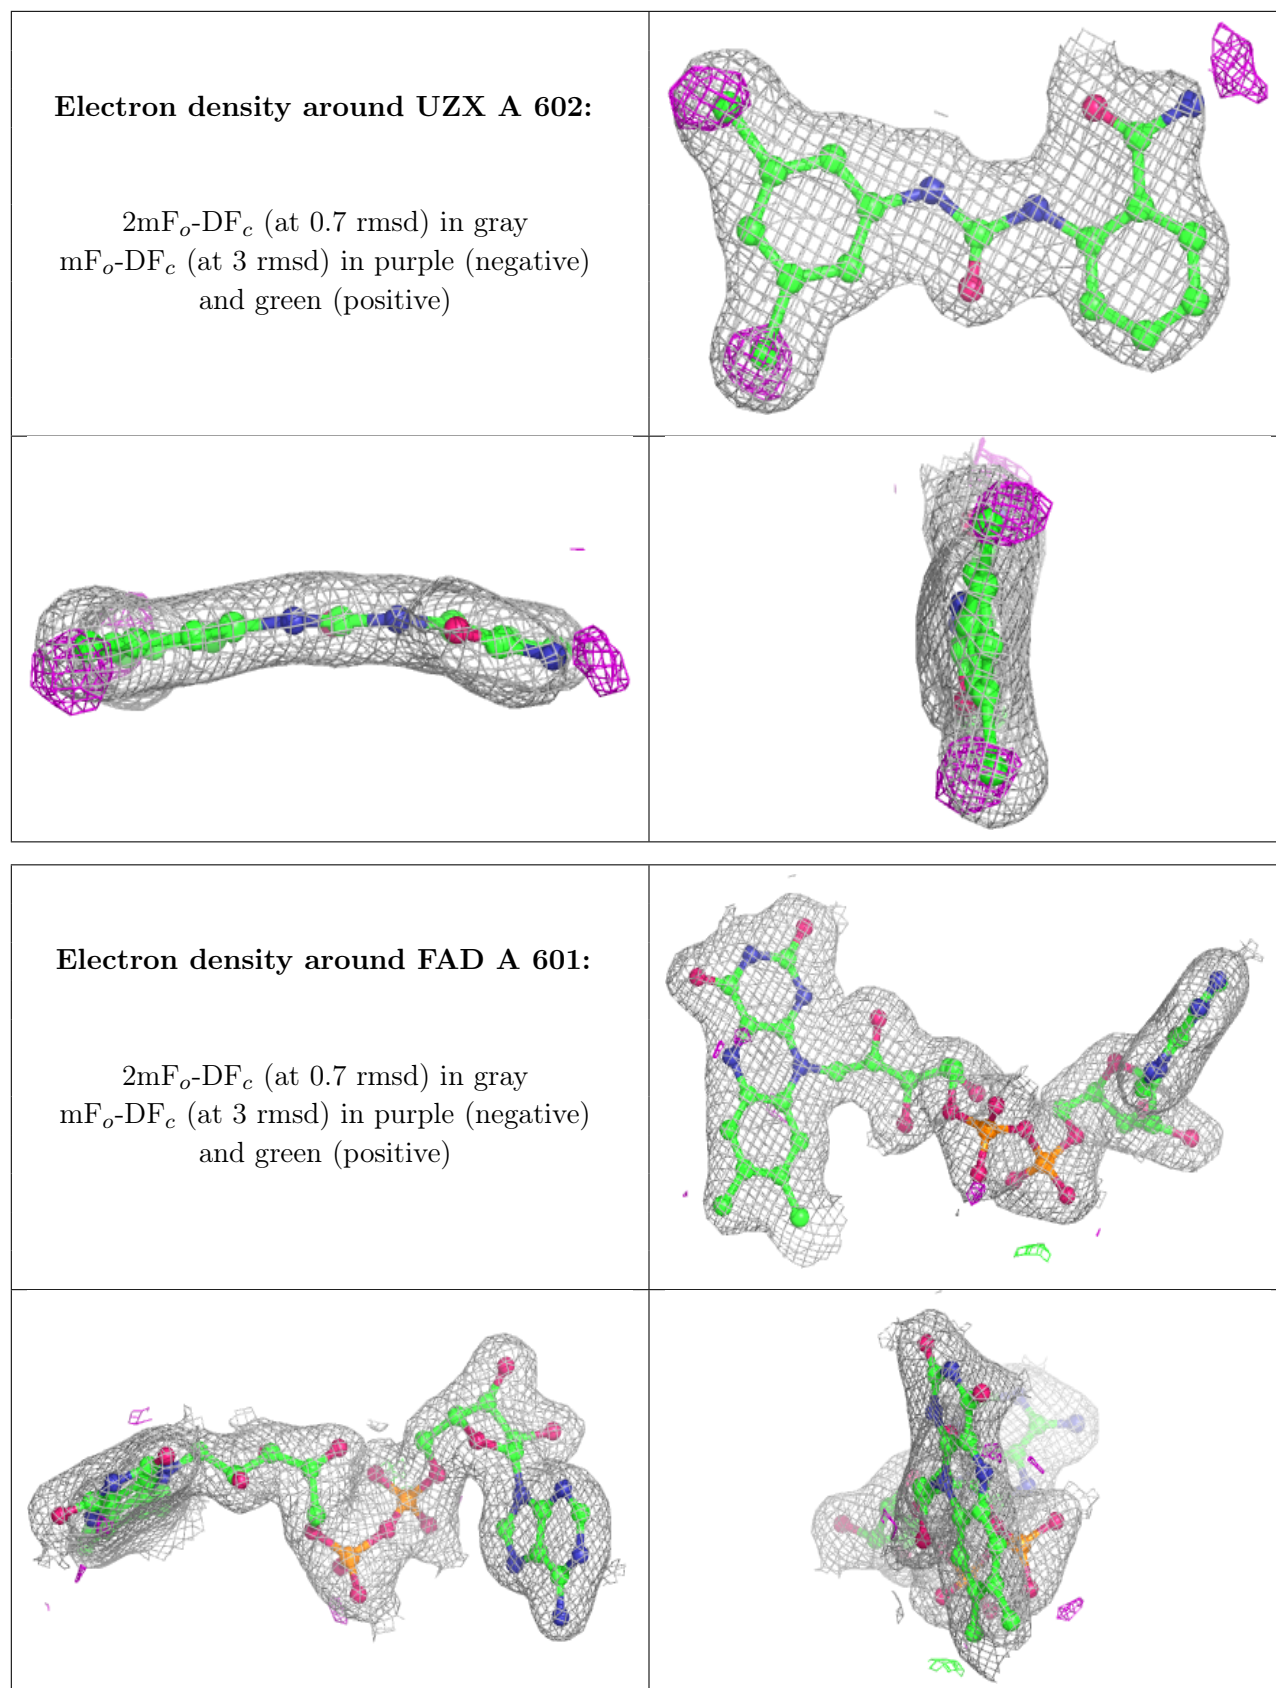 Electron density around UZX A 602:
2mFo-DFc (at 0.7 rmsd) in gray
mFo-DFc (at 3 rmsd) in purple (negative)
and green (positive)
Electron density around FAD A 601:
2mFo-DFc (at 0.7 rmsd) in gray
mFo-DFc (at 3 rmsd) in purple (negative)
and green (positive)